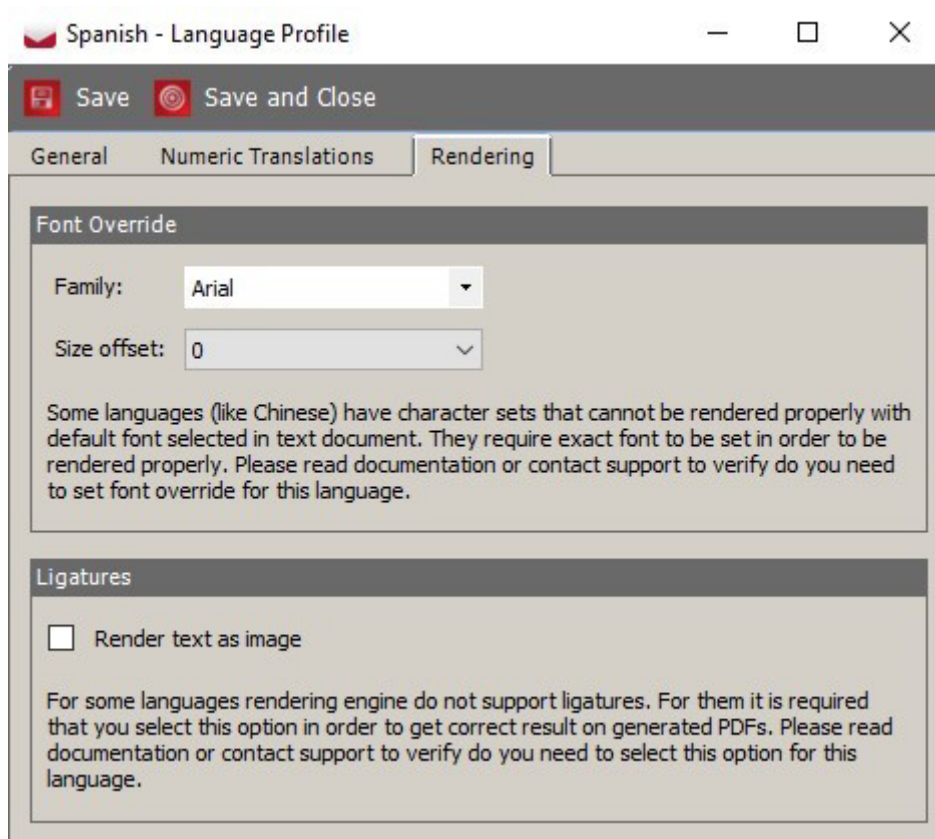 Spanish - Language Profile
Save Save and Close
General Numeric Translations Rendering
Font Override
Family: Arial
Size offset: 0
Some languages (like Chinese) have character sets that cannot be rendered properly with
default font selected in text document. They require exact font to be set in order to be
rendered properly. Please read documentation or contact support to verify do you need
to set font override for this language.
Ligatures
Render text as image
For some languages rendering engine do not support ligatures. For them it is required
that you select this option in order to get correct result on generated PDFs. Please read
documentation or contact support to verify do you need to select this option for this
language.